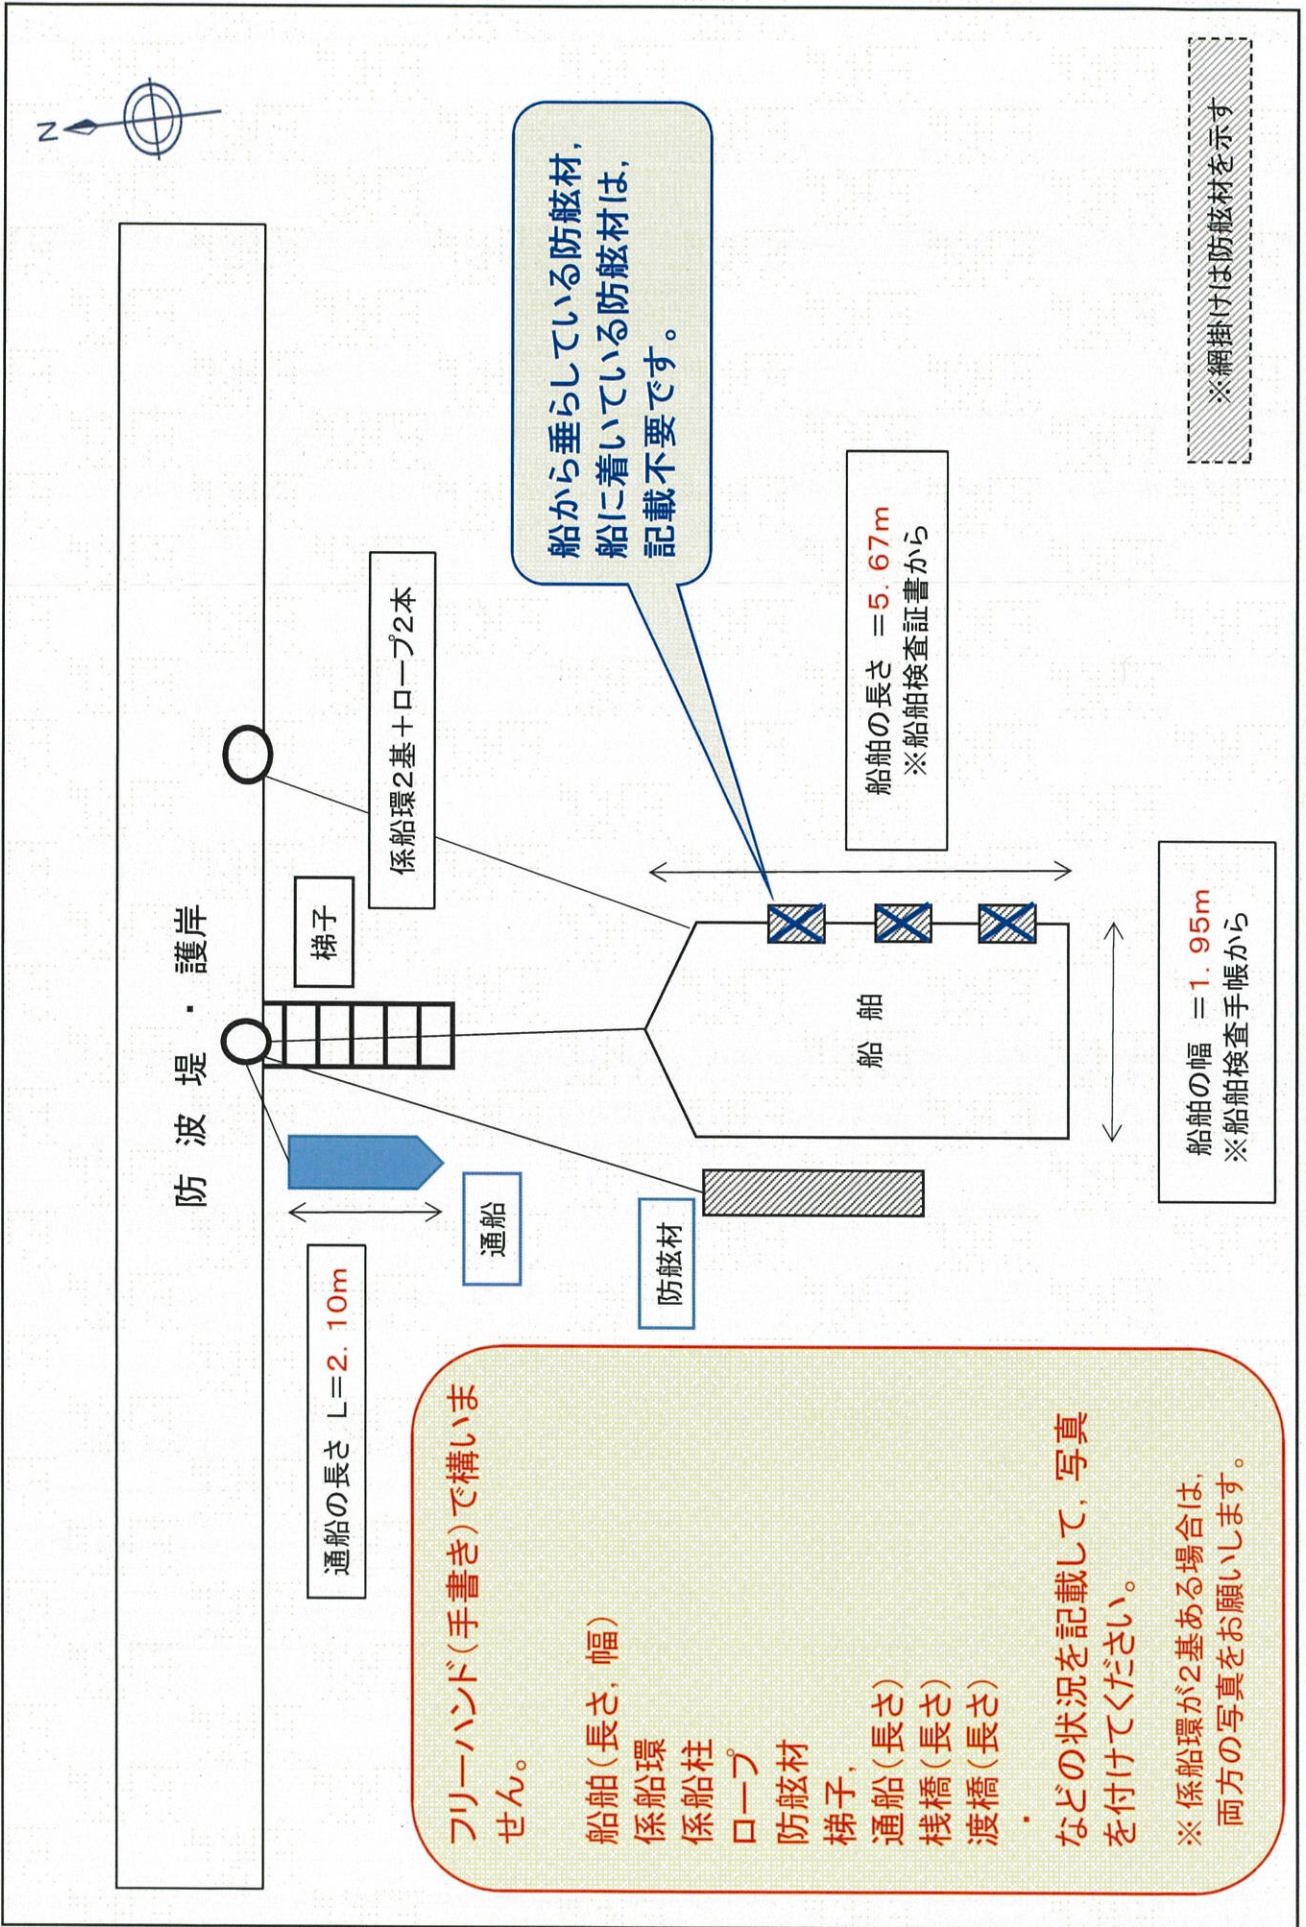 N
防 波 堤 ・ 護岸
通船の長さ L=2. 10m
梯子
係船環2基+ロープ2本
通船
防舷材
船 舶
船から垂らしている防舷材,
船に着いている防舷材は,
記載不要です。
船舶の長さ =5. 67m
※船舶検査証書から
船舶の幅 =1. 95m
※船舶検査手帳から
※網掛けは防舷材を示す
フリーハンド(手書き)で構いま
せん。
船舶(長さ, 幅)
係船環
係船柱
ロープ
防舷材
梯子,
通船(長さ)
桟橋(長さ)
渡橋(長さ)
・
などの状況を記載して, 写真
を付けてください。
※ 係船環が2基ある場合は,
両方の写真をお願いします。